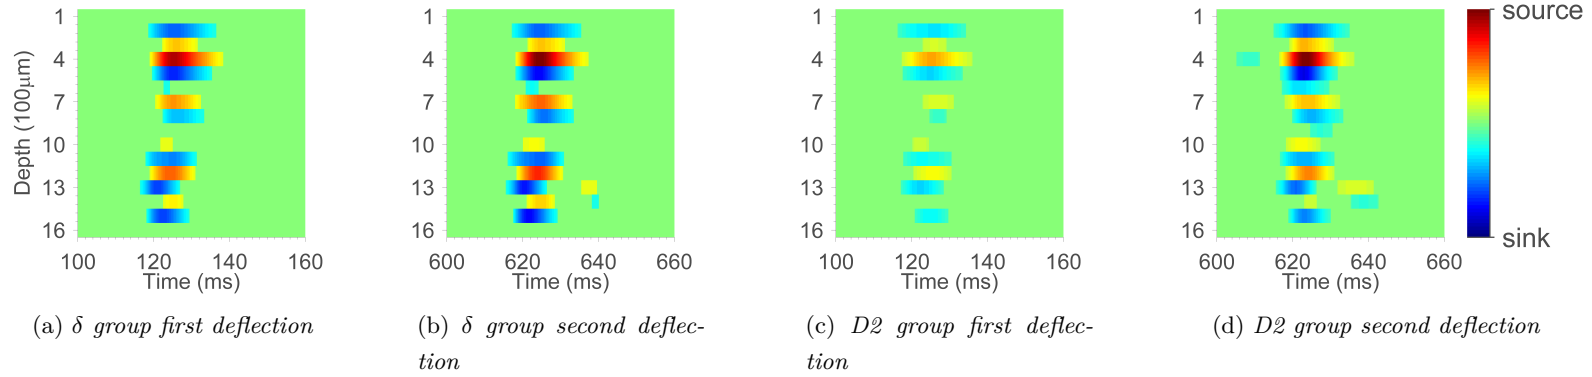 1
4
7
10
13
16
Depth (100μm)
100 120 140 160
Time (ms)
(a) δ group first deflection
1
4
7
10
13
16
600 620 640 660
Time (ms)
(b) δ group second deflec-
tion
1
4
7
10
13
16
100 120 140 160
Time (ms)
(c) D2 group first deflec-
tion
1
4
7
10
13
16
600 620 640 660
Time (ms)
(d) D2 group second deflection
source
sink